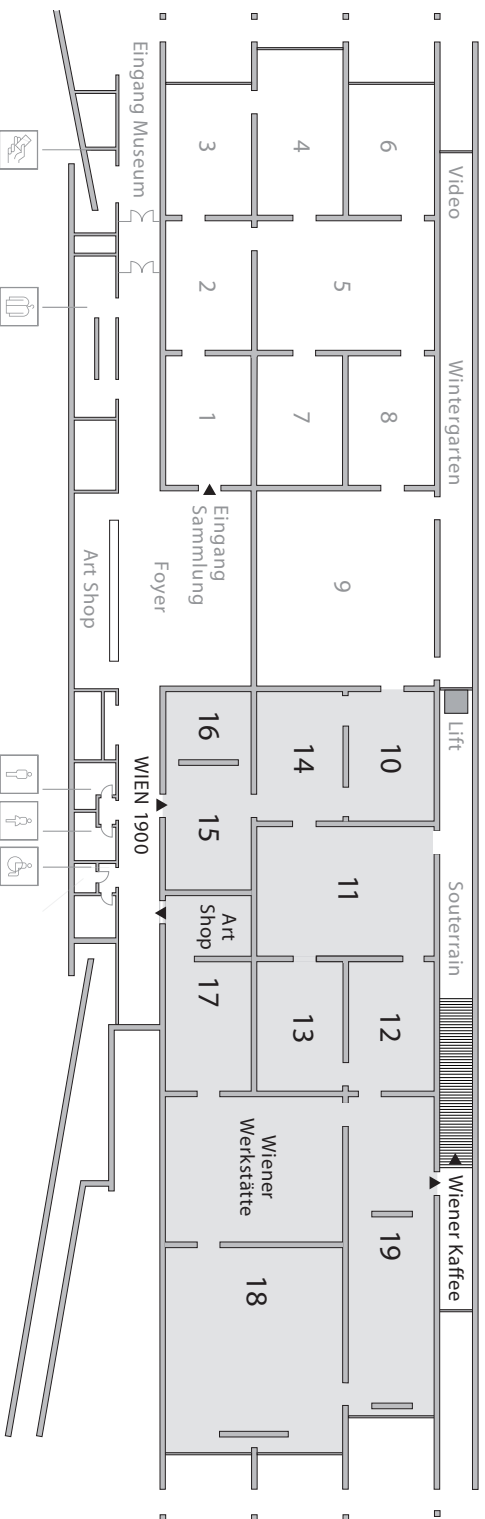 Video
Wintergarten
Lift
Souterrain
Wiener Kaffee
6
8
10
12
19
4
5
7
9
14
11
13
3
2
1
Eingang
Sammlung
16
15
Art
Shop
17
Wiener
Werkstätte
18
Eingang Museum
Foyer
WIEN 1900
Art Shop